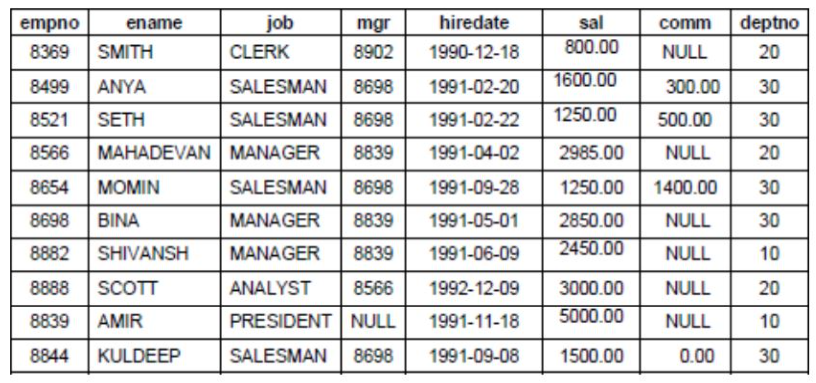 empno ename job mgr hiredate sal comm deptno
8369 SMITH CLERK 8902 1990-12-18 800.00 NULL 20
8499 ANYA SALESMAN 8698 1991-02-20 1600.00 300.00 30
8521 SETH SALESMAN 8698 1991-02-22 1250.00 500.00 30
8566 MAHADEVAN MANAGER 8839 1991-04-02 2985.00 NULL 20
8654 MOMIN SALESMAN 8698 1991-09-28 1250.00 1400.00 30
8698 BINA MANAGER 8839 1991-05-01 2850.00 NULL 30
8882 SHIVANSH MANAGER 8839 1991-06-09 2450.00 NULL 10
8888 SCOTT ANALYST 8566 1992-12-09 3000.00 NULL 20
8839 AMIR PRESIDENT NULL 1991-11-18 5000.00 NULL 10
8844 KULDEEP SALESMAN 8698 1991-09-08 1500.00 0.00 30